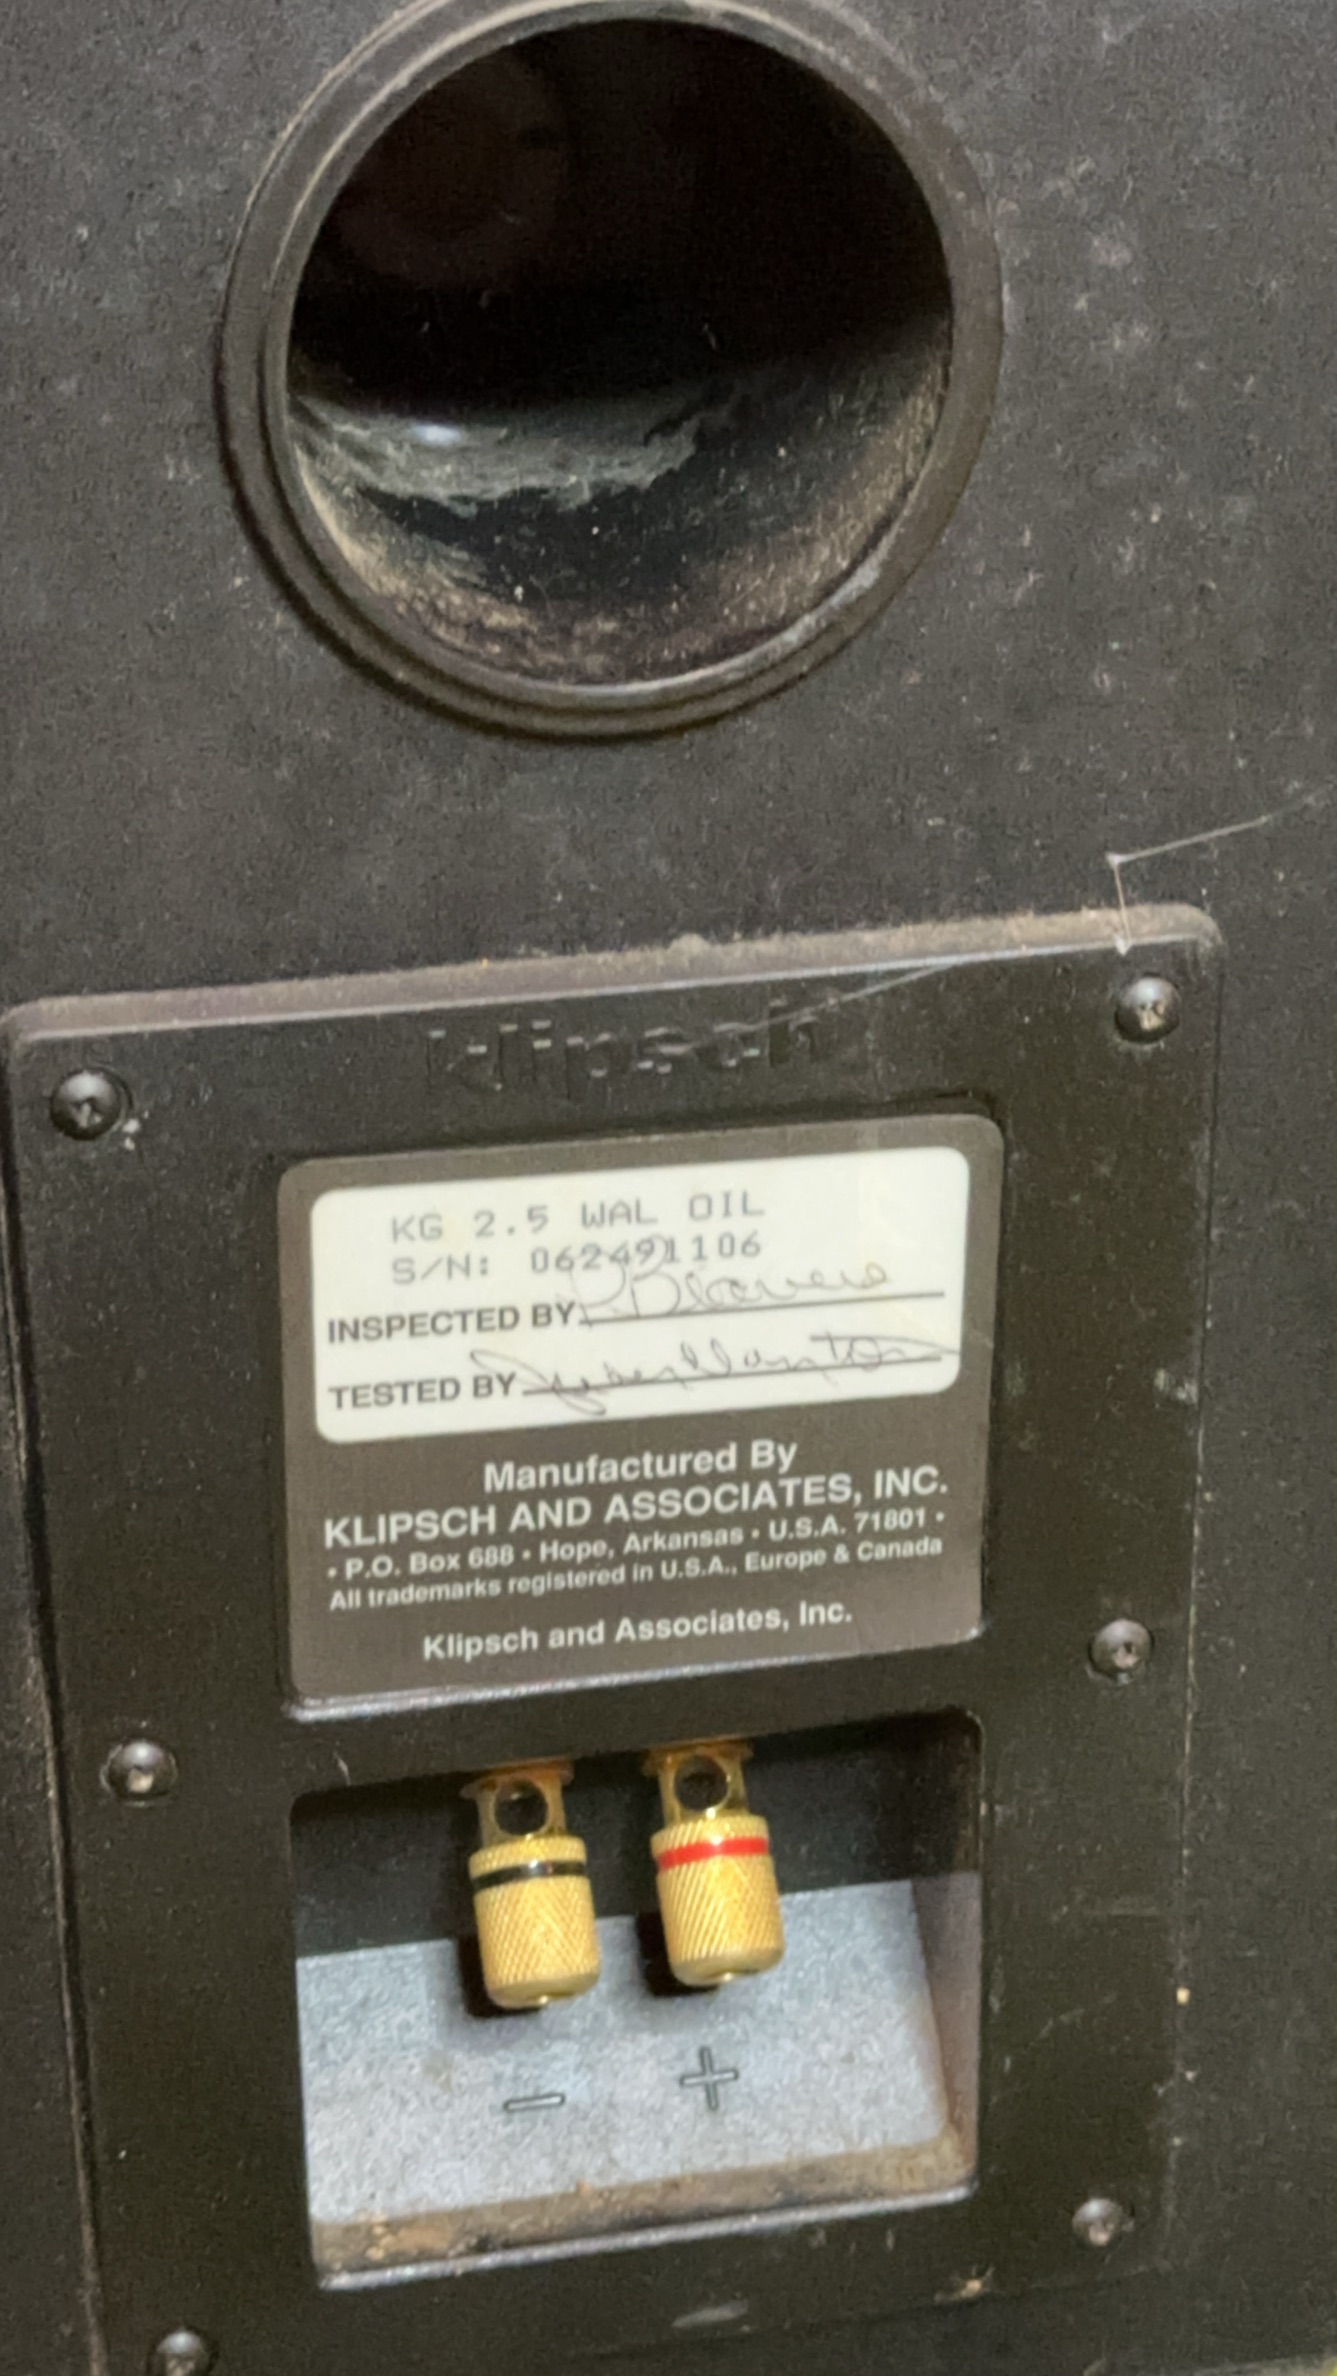 klipsch
KG 2.5 WAL OIL
S/N: 062491106
INSPECTED BY
TESTED BY
Manufactured By
KLIPSCH AND ASSOCIATES, INC.
• P.O. Box 688 • Hope, Arkansas • U.S.A. 71801 •
All trademarks registered in U.S.A., Europe & Canada
Klipsch and Associates, Inc.
− +